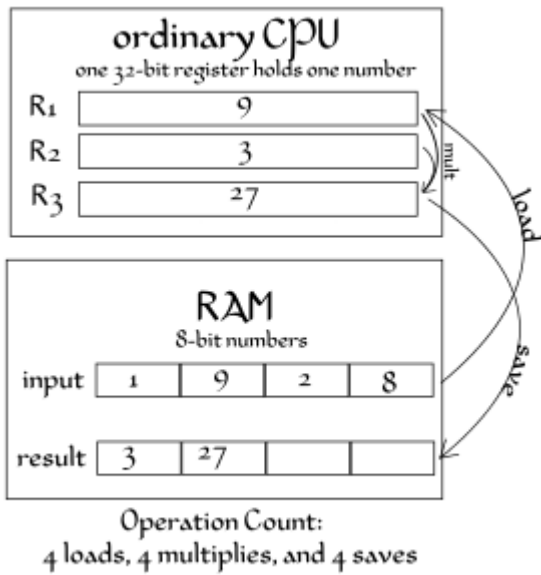 ordinary CPU
one 32-bit register holds one number
R1 9
R2 3
R3 27
mult
load
RAM
8-bit numbers
input 1 9 2 8
save
result 3 27
Operation Count:
4 loads, 4 multiplies, and 4 saves